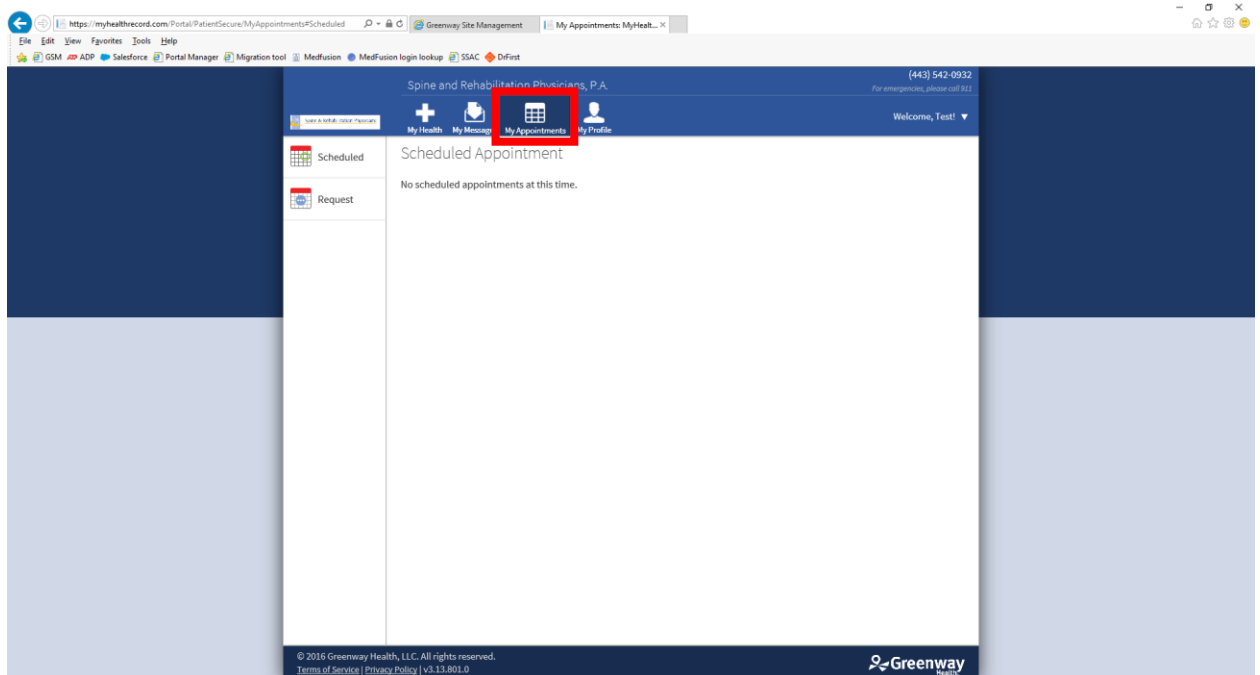 https://myhealthrecord.com/Portal/PatientSecure/MyAppointments#Scheduled
Greenway Site Management
My Appointments: MyHealt...
File Edit View Favorites Tools Help
GSM ADP Salesforce Portal Manager Migration tool Medfusion MedFusion login lookup SSAC DrFirst
Spine and Rehabilitation Physicians, P.A.
(443) 542-0932
For emergencies, please call 911
Welcome, Test!
My Health My Messag My Appointments My Profile
Scheduled
Request
Scheduled Appointment
No scheduled appointments at this time.
© 2016 Greenway Health, LLC. All rights reserved.
Terms of Service | Privacy Policy | v3.13.801.0
Greenway
Health